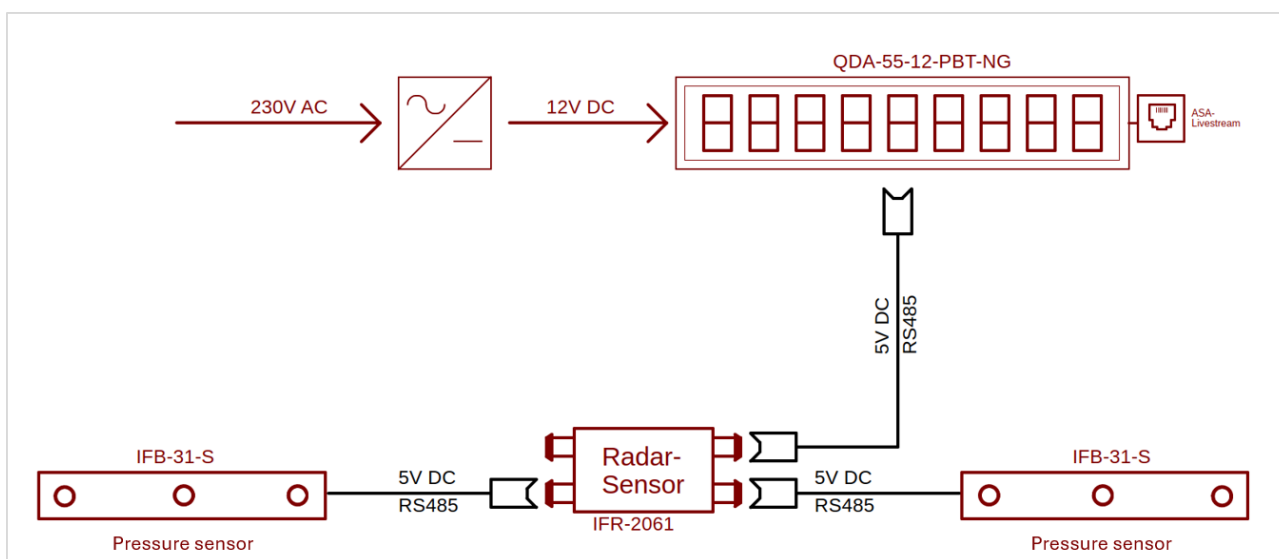 QDA-55-12-PBT-NG
230V AC
12V DC
ASA-
Livestream
5V DC
RS485
IFB-31-S
5V DC
RS485
Radar-
Sensor
IFR-2061
5V DC
RS485
IFB-31-S
Pressure sensor
Pressure sensor